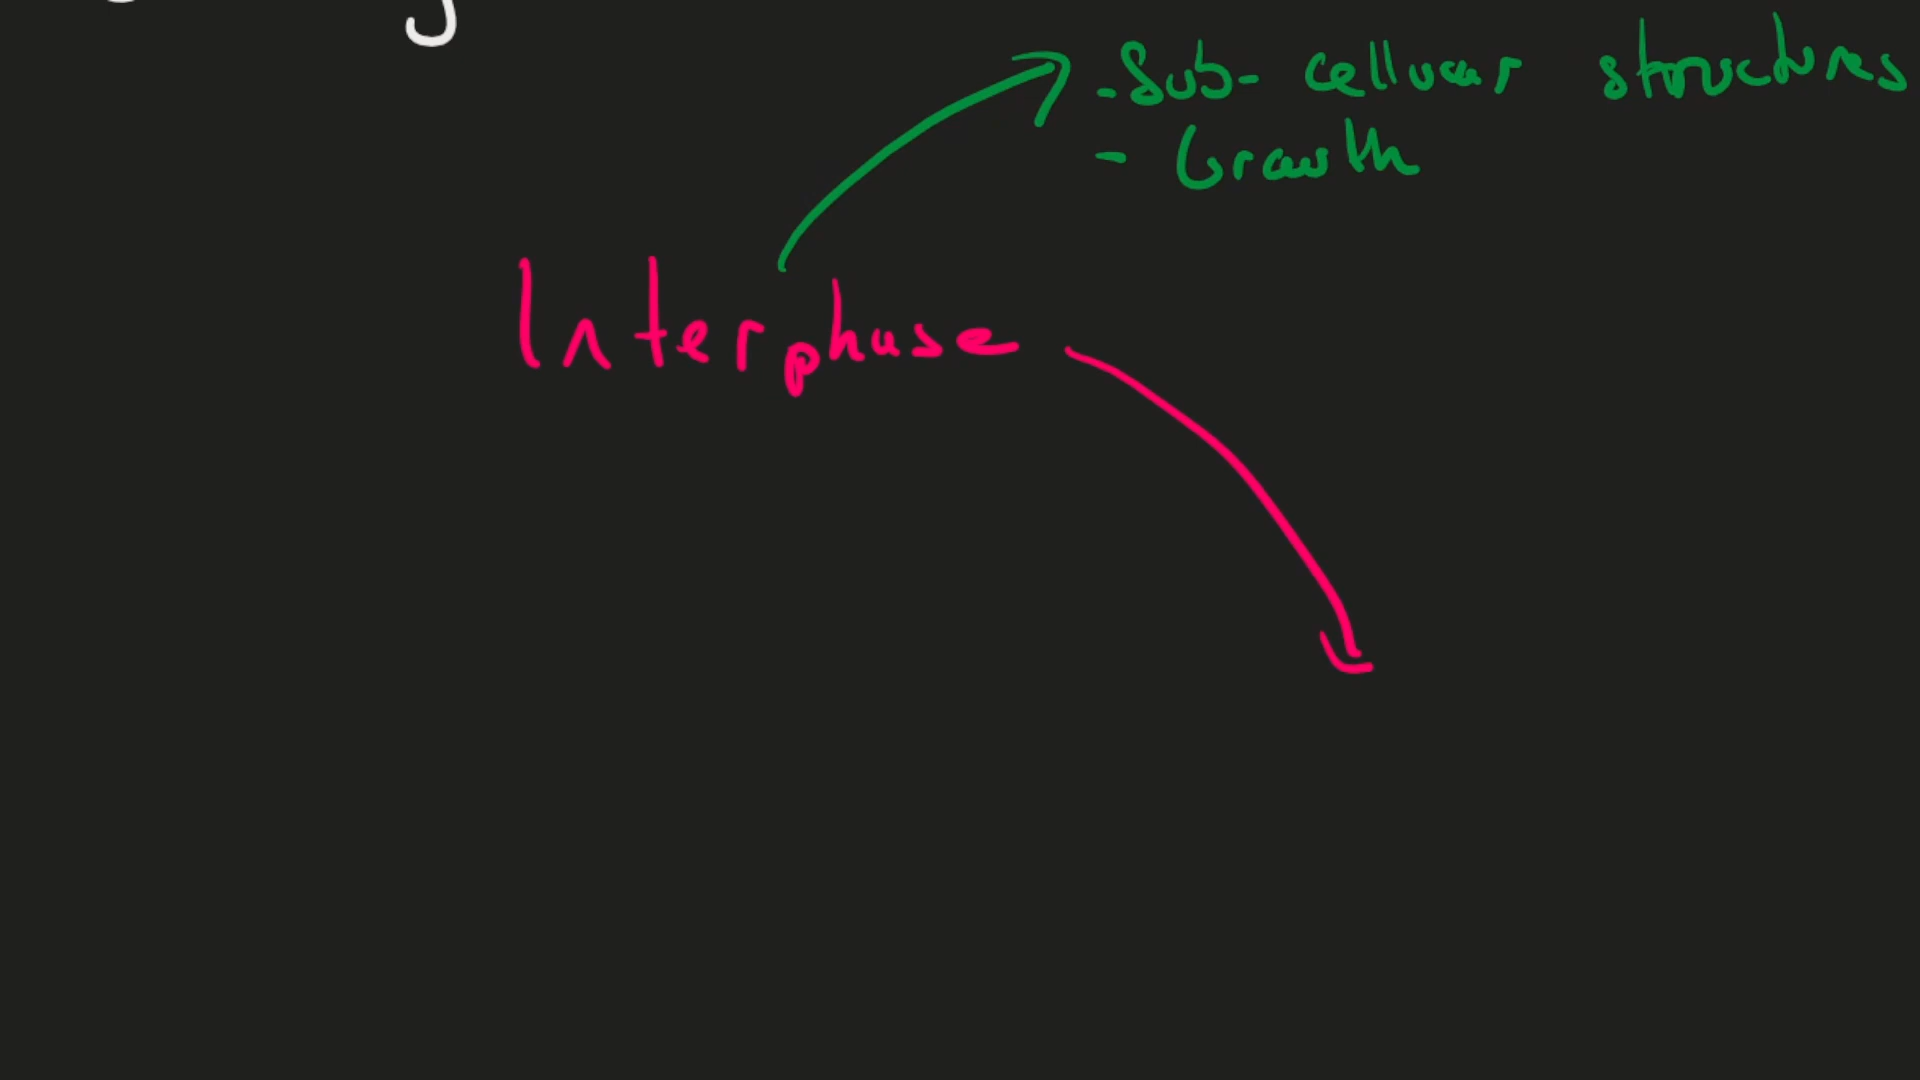 - Sub-cellular structures
- Growth
Interphase